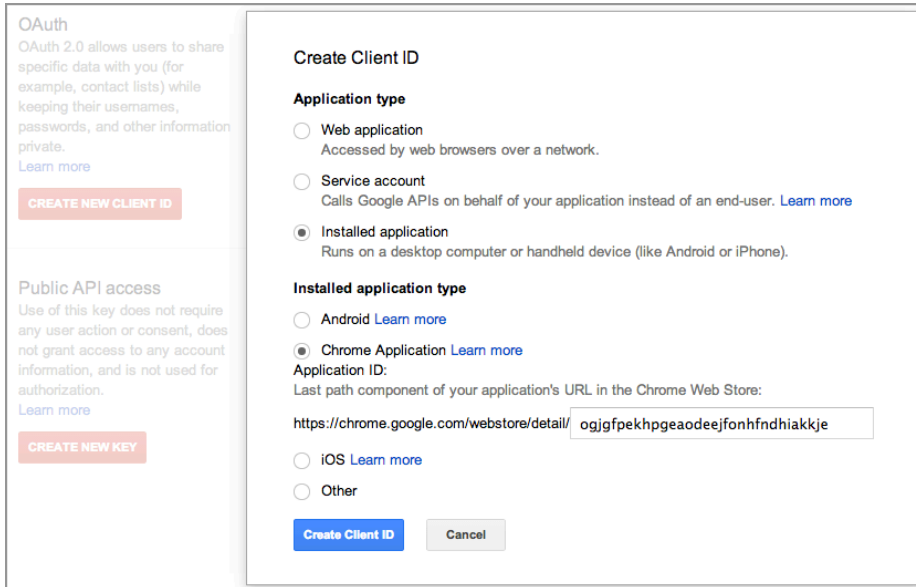 OAuth
OAuth 2.0 allows users to share
specific data with you (for
example, contact lists) while
keeping their usernames,
passwords, and other information
private.
Learn more
CREATE NEW CLIENT ID
Public API access
Use of this key does not require
any user action or consent, does
not grant access to any account
information, and is not used for
authorization.
Learn more
CREATE NEW KEY
Create Client ID
Application type
Web application
Accessed by web browsers over a network.
Service account
Calls Google APIs on behalf of your application instead of an end-user. Learn more
Installed application
Runs on a desktop computer or handheld device (like Android or iPhone).
Installed application type
Android Learn more
Chrome Application Learn more
Application ID:
Last path component of your application's URL in the Chrome Web Store:
https://chrome.google.com/webstore/detail/ ogjgfpekhpgeaodeejfonhfndhiakkje
iOS Learn more
Other
Create Client ID Cancel